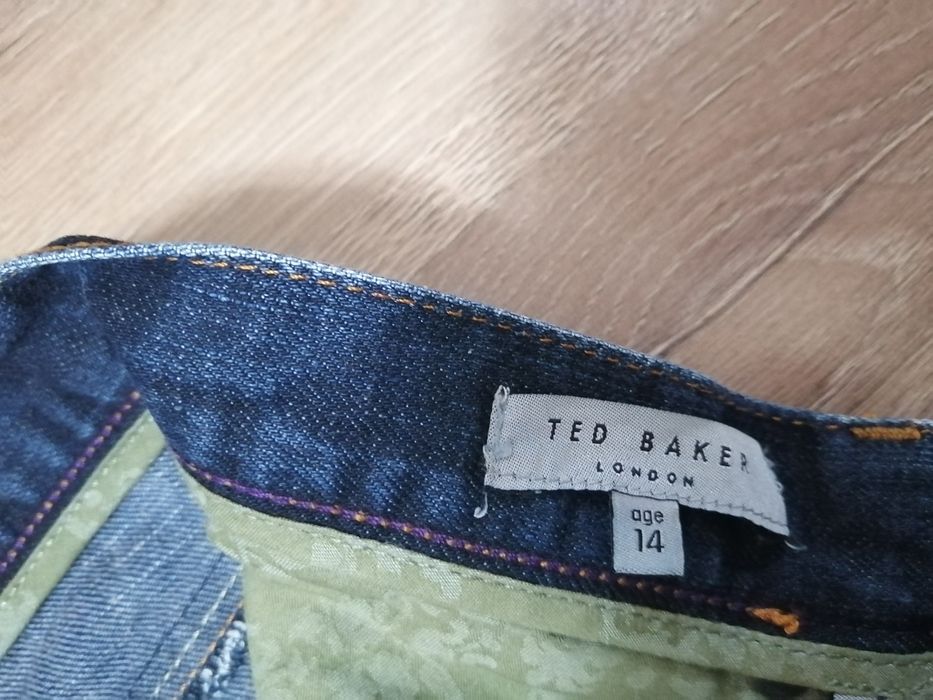 TED BAKER
LONDON
age
14